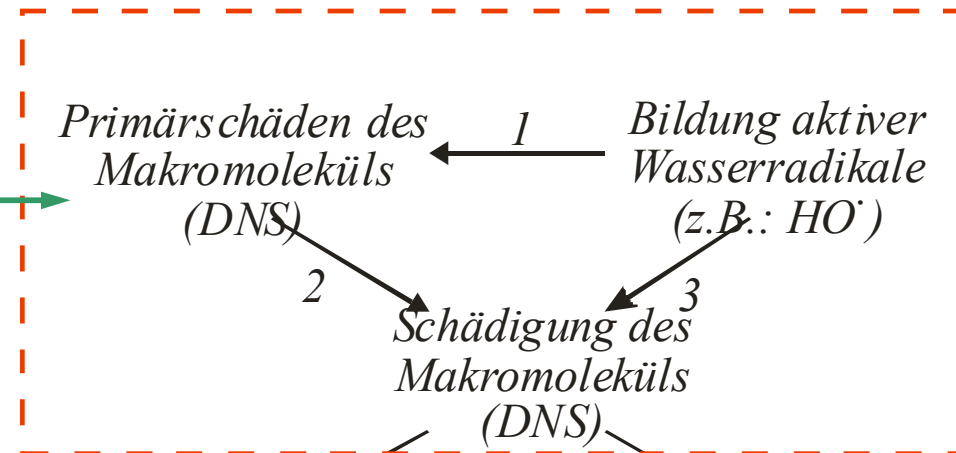 Primärschäden des
Makromoleküls
(DNS)
1
Bildung aktiver
Wasserradikale
(z.B.: HO˙)
2
3
Schädigung des
Makromoleküls
(DNS)